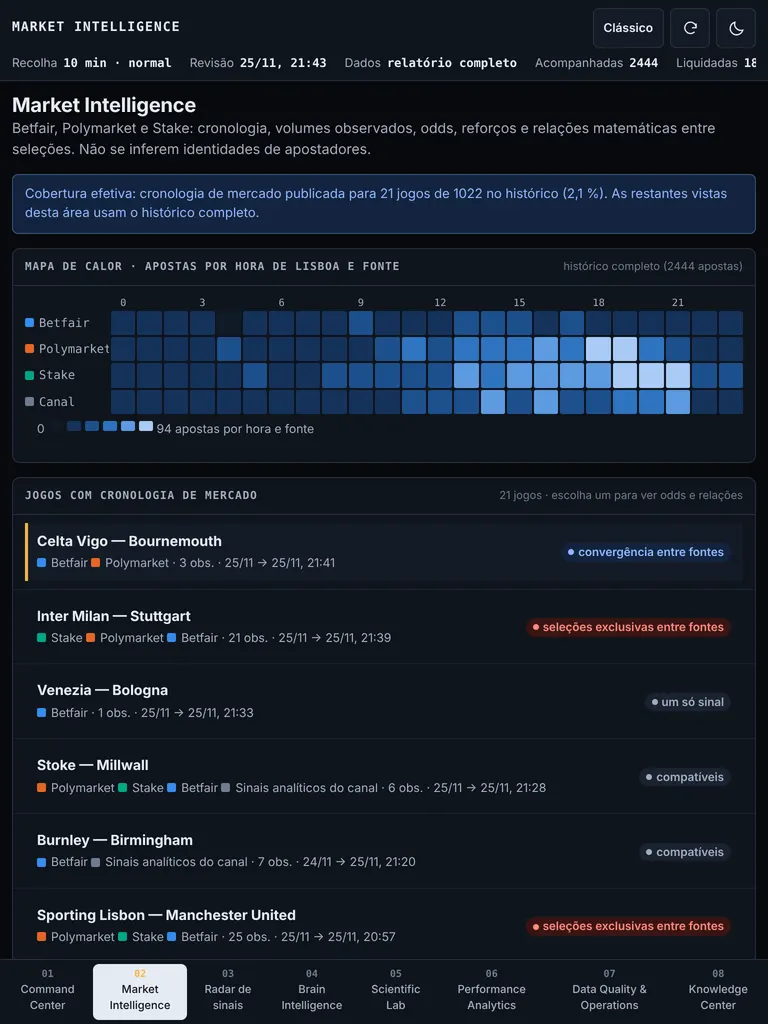 MARKET INTELLIGENCE
Clássico
Recolha 10 min · normal Revisão 25/11, 21:43 Dados relatório completo Acompanhadas 2444 Liquidadas
Market Intelligence
Betfair, Polymarket e Stake: cronologia, volumes observados, odds, reforços e relações matemáticas entre
seleções. Não se inferem identidades de apostadores.
Cobertura efetiva: cronologia de mercado publicada para 21 jogos de 1022 no histórico (2,1 %). As restantes vistas
desta área usam o histórico completo.
MAPA DE CALOR · APOSTAS POR HORA DE LISBOA E FONTE
histórico completo (2444 apostas)
0 3 6 9 12 15 18 21
Betfair
Polymarket
Stake
Canal
0 94 apostas por hora e fonte
JOGOS COM CRONOLOGIA DE MERCADO
21 jogos · escolha um para ver odds e relações
Celta Vigo — Bournemouth
Betfair Polymarket · 3 obs. · 25/11 → 25/11, 21:41
convergência entre fontes
Inter Milan — Stuttgart
Stake Polymarket Betfair · 21 obs. · 25/11 → 25/11, 21:39
seleções exclusivas entre fontes
Venezia — Bologna
Betfair · 1 obs. · 25/11 → 25/11, 21:33
um só sinal
Stoke — Millwall
Polymarket Stake Betfair Sinais analíticos do canal · 6 obs. · 25/11 → 25/11, 21:28
compatíveis
Burnley — Birmingham
Betfair Sinais analíticos do canal · 7 obs. · 24/11 → 25/11, 21:20
compatíveis
Sporting Lisbon — Manchester United
Polymarket Stake Betfair · 25 obs. · 25/11 → 25/11, 20:57
seleções exclusivas entre fontes
01 02 03 04 05 06 07 08
Command Market Radar de Brain Scientific Performance Data Quality & Knowledge
Center Intelligence sinais Intelligence Lab Analytics Operations Center